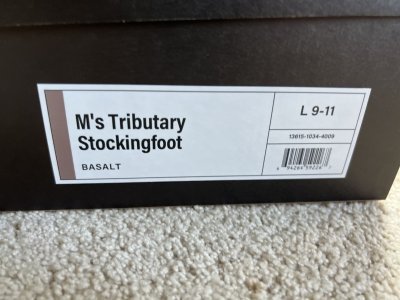 M's Tributary
Stockingfoot
BASALT
L 9-11
13615-1034-4009